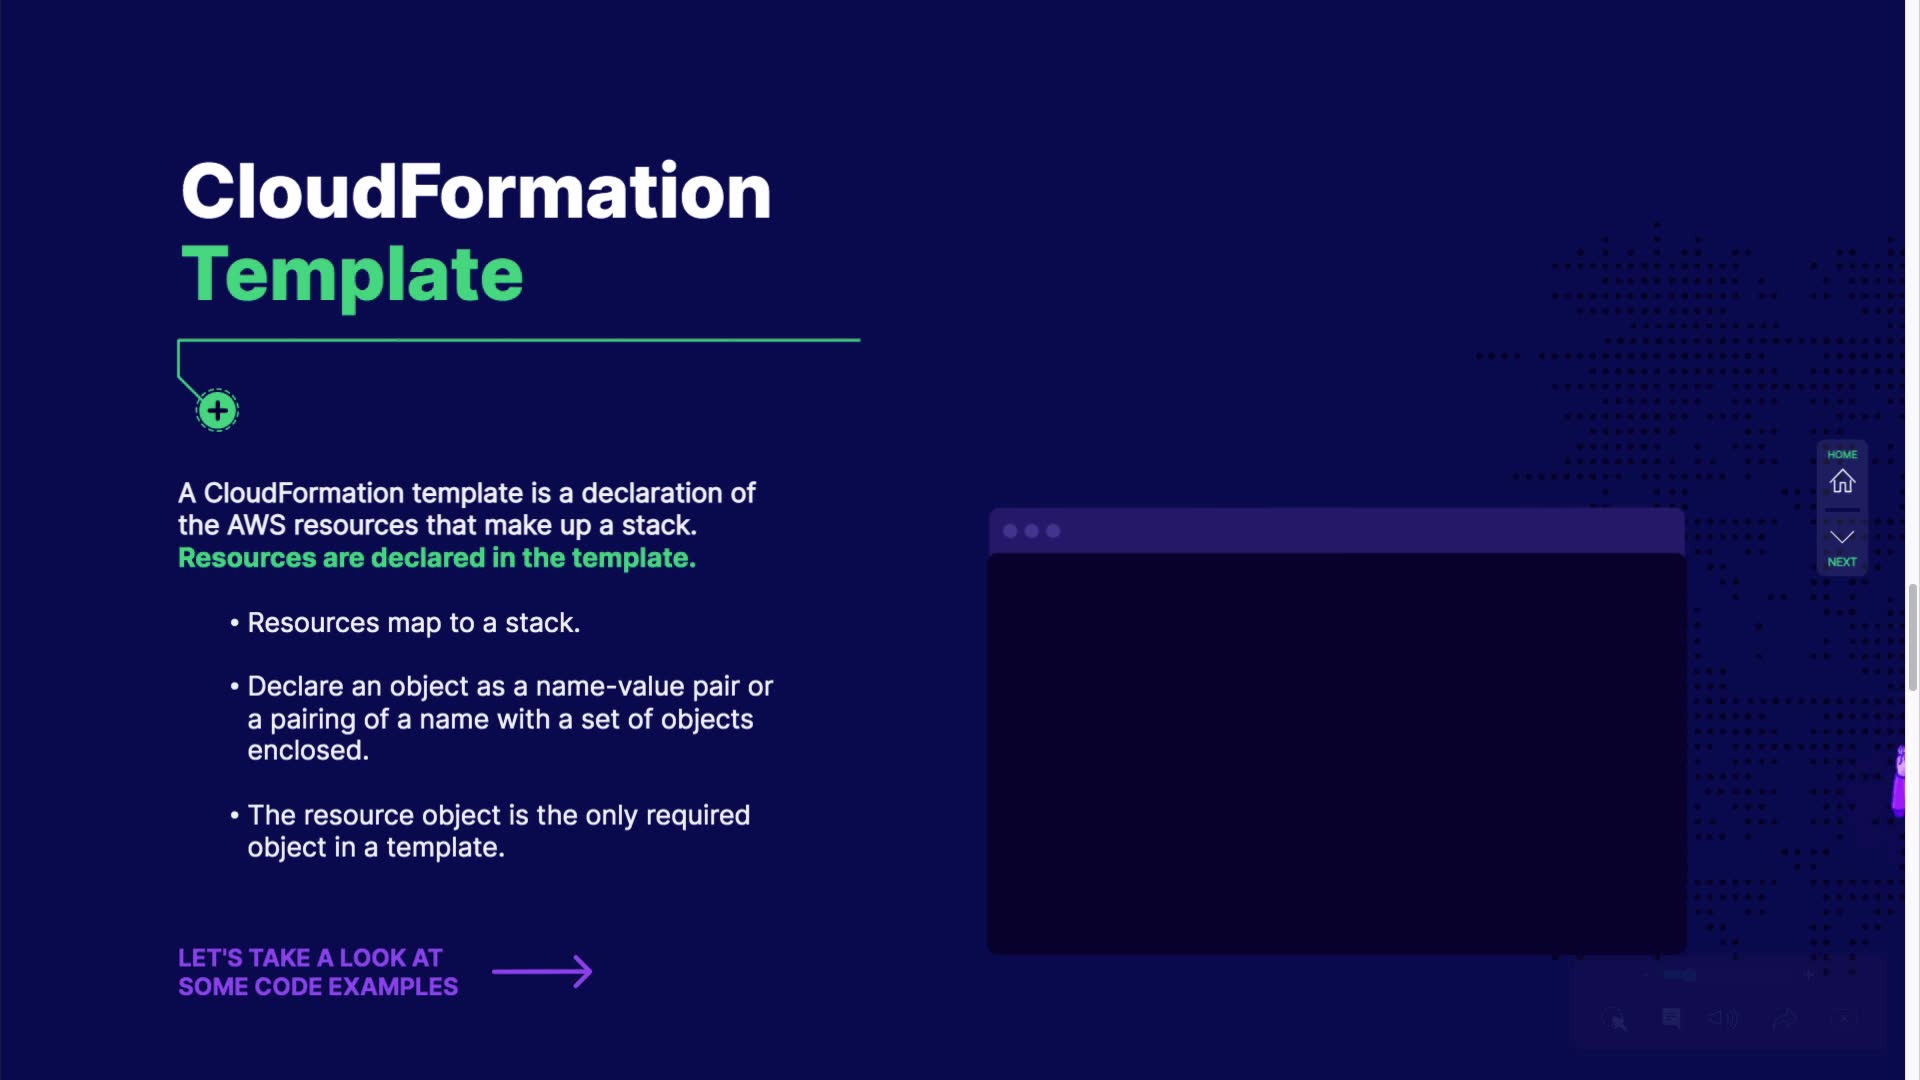 CloudFormation
Template
A CloudFormation template is a declaration of
the AWS resources that make up a stack.
Resources are declared in the template.
• Resources map to a stack.
• Declare an object as a name-value pair or
a pairing of a name with a set of objects
enclosed.
• The resource object is the only required
object in a template.
LET'S TAKE A LOOK AT
SOME CODE EXAMPLES
HOME
NEXT